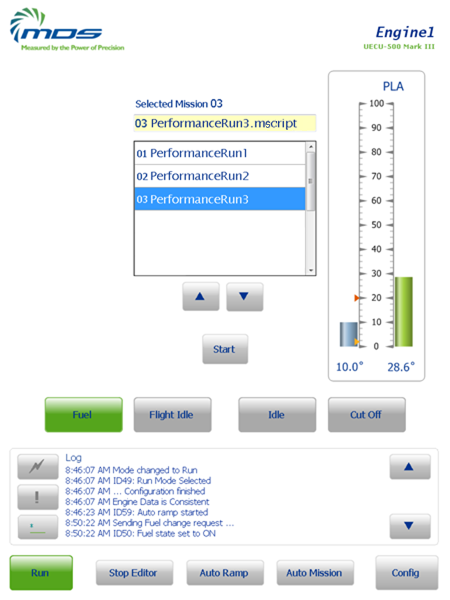 mDS
Measured by the Power of Precision
Engine1
UECU-500 Mark III
PLA
Selected Mission 03
03 PerformanceRun3.mscript
01 PerformanceRun1
02 PerformanceRun2
03 PerformanceRun3
100
90
80
70
60
50
40
30
20
10
0
10.0° 28.6°
Start
Fuel Flight Idle Idle Cut Off
Log
8:46:07 AM Mode changed to Run
8:46:07 AM ID49: Run Mode Selected
8:46:07 AM ... Configuration finished
8:46:07 AM Engine Data is Consistent
8:46:23 AM ID59: Auto ramp started
8:50:22 AM Sending Fuel change request ...
8:50:22 AM ID50: Fuel state set to ON
Run Stop Editor Auto Ramp Auto Mission Config